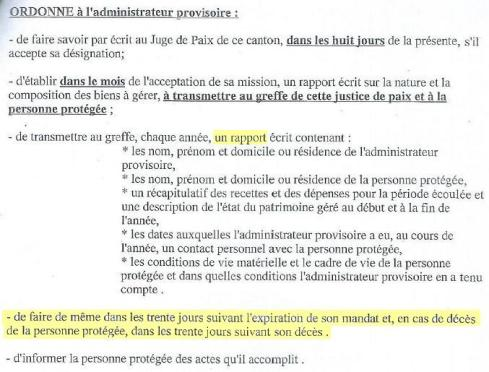 ORDONNE à l'administrateur provisoire :
- de faire savoir par écrit au Juge de Paix de ce canton, dans les huit jours de la présente, s'il
accepte sa désignation;
- d'établir dans le mois de l'acceptation de sa mission, un rapport écrit sur la nature et la
composition des biens à gérer, à transmettre au greffe de cette justice de paix et à la
personne protégée ;
- de transmettre au greffe, chaque année, un rapport écrit contenant :
* les nom, prénom et domicile ou résidence de l'administrateur
provisoire,
* les nom, prénom et domicile ou résidence de la personne protégée,
* un récapitulatif des recettes et des dépenses pour la période écoulée et
une description de l'état du patrimoine géré au début et à la fin de
l'année,
* les dates auxquelles l'administrateur provisoire a eu, au cours de
l'année, un contact personnel avec la personne protégée,
* les conditions de vie matérielle et le cadre de vie de la personne
protégée et dans quelles conditions l'administrateur provisoire en a tenu
compte .
- de faire de même dans les trente jours suivant l'expiration de son mandat et, en cas de décès
de la personne protégée, dans les trente jours suivant son décès .
- d'informer la personne protégée des actes qu'il accomplit .